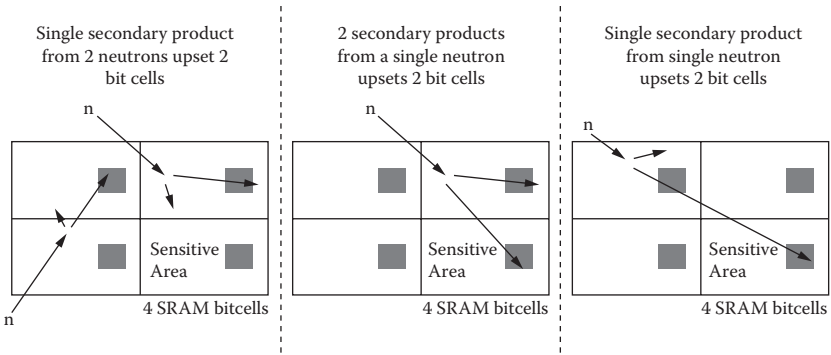 Single secondary product
from 2 neutrons upset 2
bit cells
n
n
Sensitive
Area
4 SRAM bitcells
2 secondary products
from a single neutron
upsets 2 bit cells
n
Sensitive
Area
4 SRAM bitcells
Single secondary product
from single neutron
upsets 2 bit cells
n
Sensitive
Area
4 SRAM bitcells